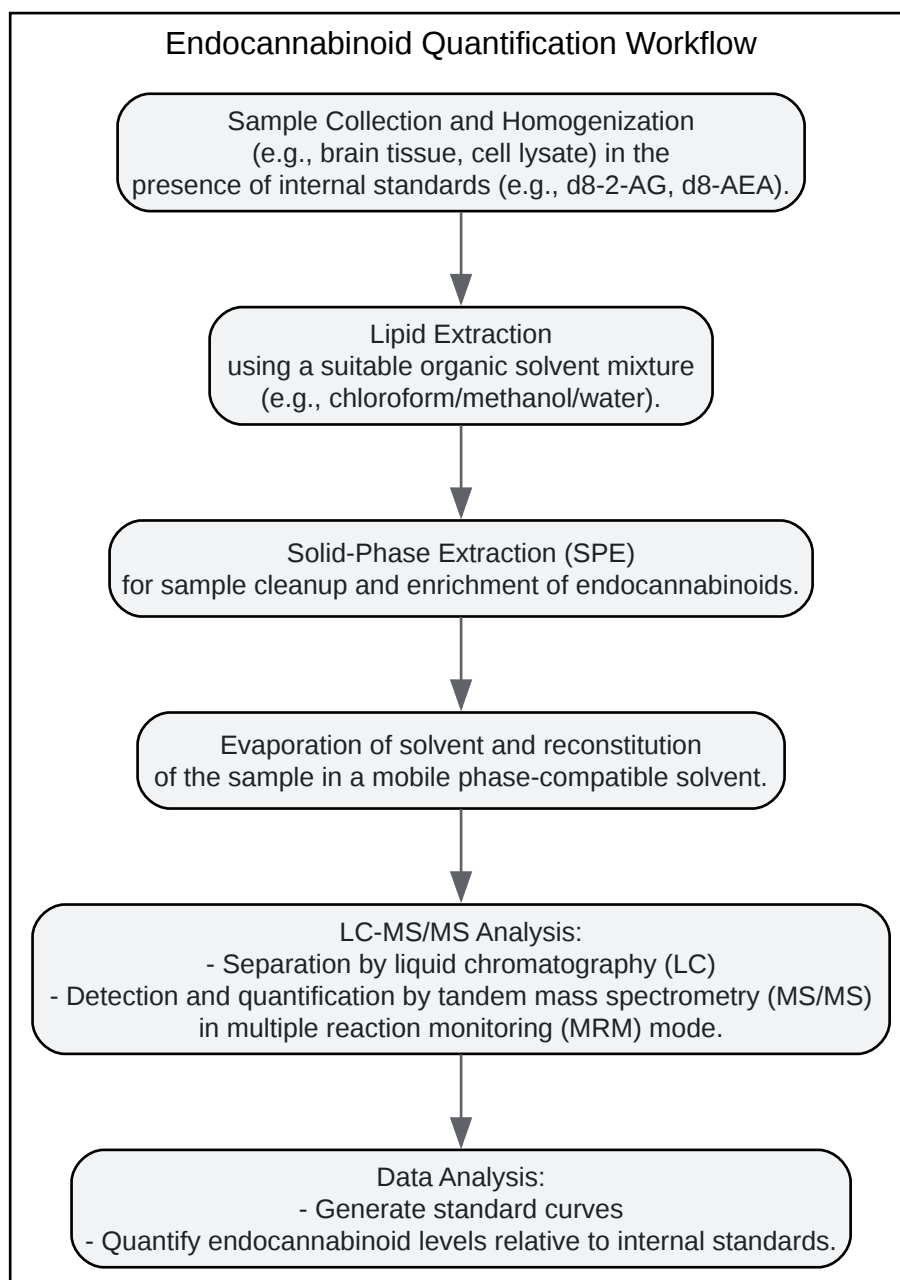 Endocannabinoid Quantification Workflow
Sample Collection and Homogenization
(e.g., brain tissue, cell lysate) in the
presence of internal standards (e.g., d8-2-AG, d8-AEA).
Lipid Extraction
using a suitable organic solvent mixture
(e.g., chloroform/methanol/water).
Solid-Phase Extraction (SPE)
for sample cleanup and enrichment of endocannabinoids.
Evaporation of solvent and reconstitution
of the sample in a mobile phase-compatible solvent.
LC-MS/MS Analysis:
- Separation by liquid chromatography (LC)
- Detection and quantification by tandem mass spectrometry (MS/MS)
in multiple reaction monitoring (MRM) mode.
Data Analysis:
- Generate standard curves
- Quantify endocannabinoid levels relative to internal standards.